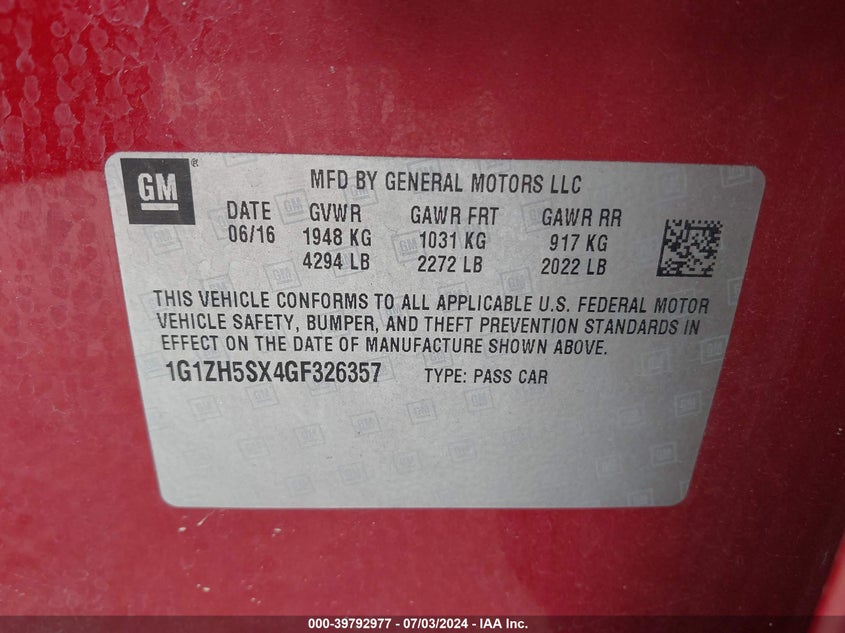 GM ®
MFD BY GENERAL MOTORS LLC
DATE GVWR GAWR FRT GAWR RR
06/16 1948 KG 1031 KG 917 KG
4294 LB 2272 LB 2022 LB
THIS VEHICLE CONFORMS TO ALL APPLICABLE U.S. FEDERAL MOTOR
VEHICLE SAFETY, BUMPER, AND THEFT PREVENTION STANDARDS IN
EFFECT ON THE DATE OF MANUFACTURE SHOWN ABOVE.
1G1ZH5SX4GF326357 TYPE: PASS CAR
000-39792977 - 07/03/2024 - IAA Inc.